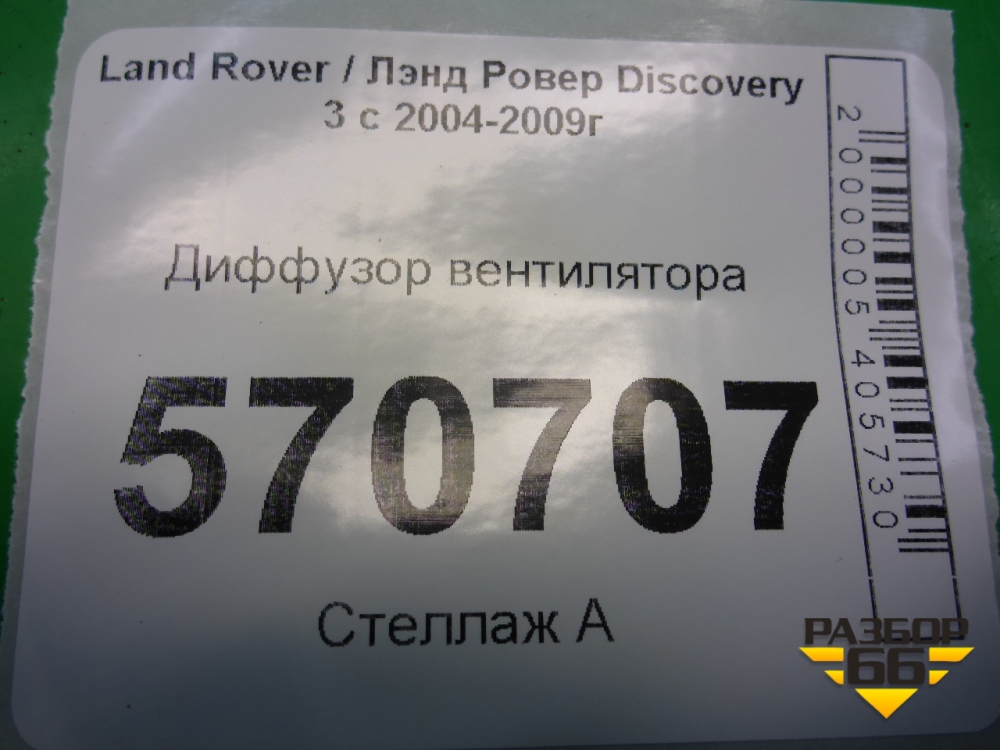 Land Rover / Лэнд Ровер Discovery
3 с 2004-2009г
Диффузор вентилятора
570707
Стеллаж А
2000005405730
РАЗБОР
66